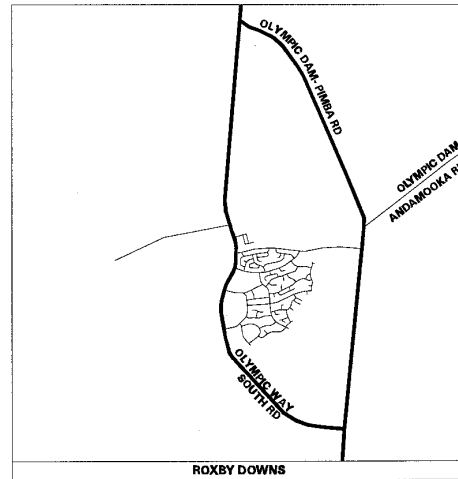 OLYMPIC DAM- PIMBA RD
OLYMPIC DAM
ANDAMOOKA R
OLYMPIC WAY
SOUTH RD
ROXBY DOWNS